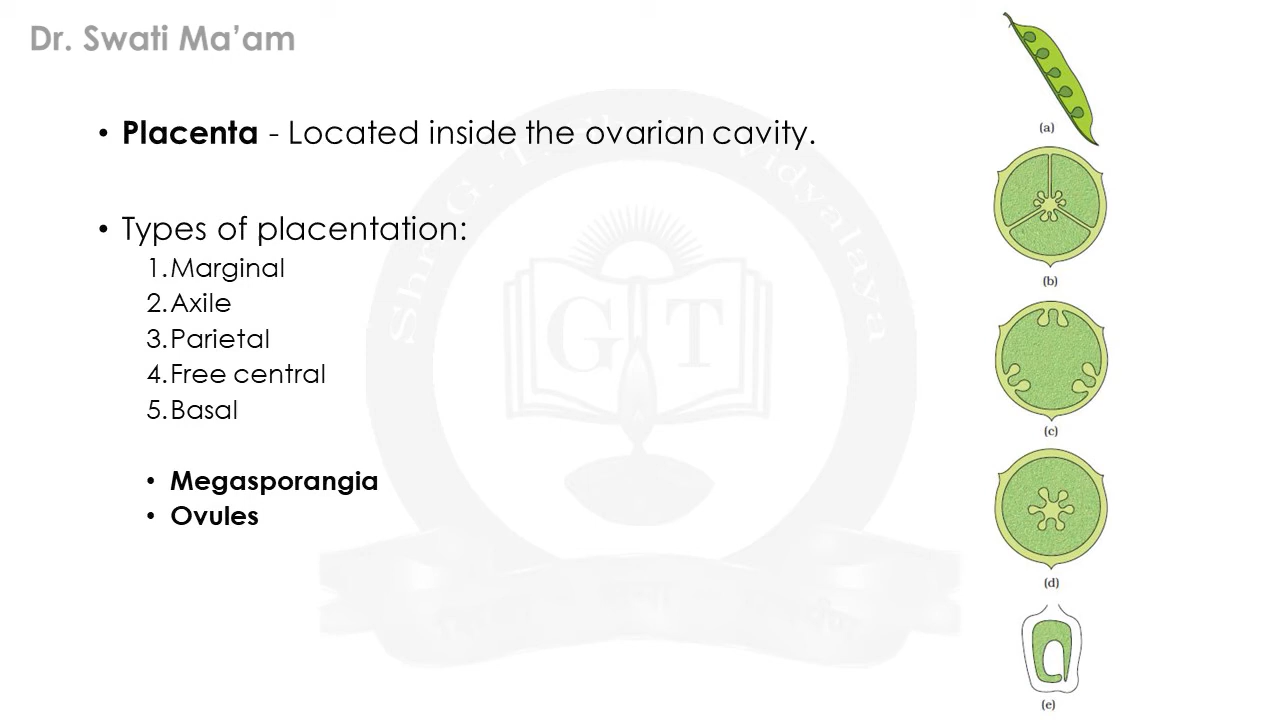 Dr. Swati Ma’am
• Placenta - Located inside the ovarian cavity.
• Types of placentation:
1. Marginal
2. Axile
3. Parietal
4. Free central
5. Basal
• Megasporangia
• Ovules
(a)
(b)
(c)
(d)
(e)
G T
Vidyalaya